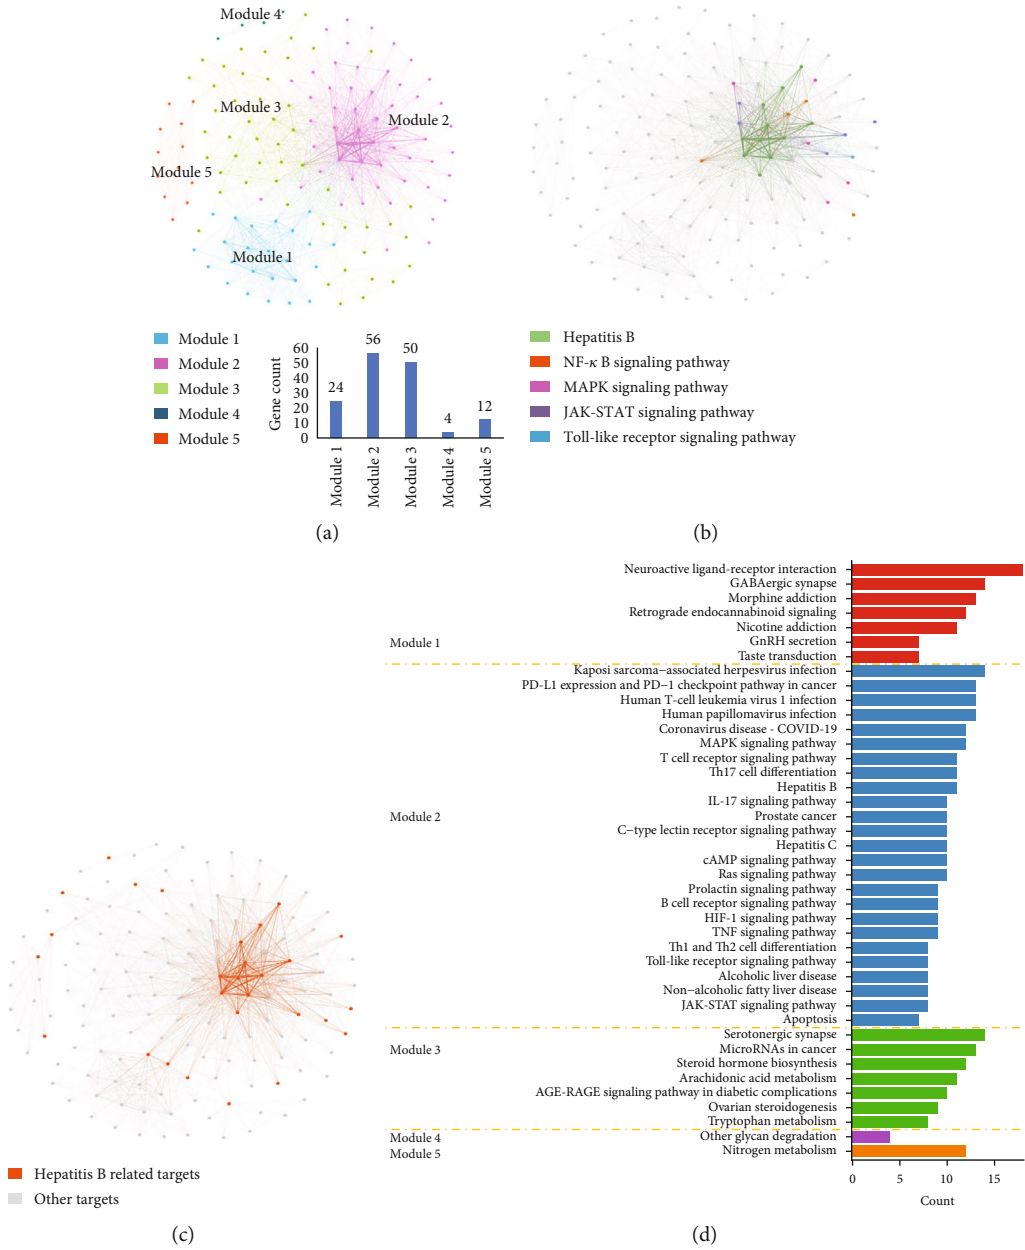 Module 4
Module 3
Module 2
Module 5
Module 1
Module 1
Module 2
Module 3
Module 4
Module 5
Gene count
60
50
40
30
20
10
0
24
56
50
4
12
Module 1
Module 2
Module 3
Module 4
Module 5
(a)
Hepatitis B
NF-κ B signaling pathway
MAPK signaling pathway
JAK-STAT signaling pathway
Toll-like receptor signaling pathway
(b)
Hepatitis B related targets
Other targets
(c)
Module 1
Neuroactive ligand-receptor interaction
GABAergic synapse
Morphine addiction
Retrograde endocannabinoid signaling
Nicotine addiction
GnRH secretion
Taste transduction
Module 2
Kaposi sarcoma−associated herpesvirus infection
PD-L1 expression and PD−1 checkpoint pathway in cancer
Human T-cell leukemia virus 1 infection
Human papillomavirus infection
Coronavirus disease - COVID-19
MAPK signaling pathway
T cell receptor signaling pathway
Th17 cell differentiation
Hepatitis B
IL-17 signaling pathway
Prostate cancer
C−type lectin receptor signaling pathway
Hepatitis C
cAMP signaling pathway
Ras signaling pathway
Prolactin signaling pathway
B cell receptor signaling pathway
HIF-1 signaling pathway
TNF signaling pathway
Th1 and Th2 cell differentiation
Toll-like receptor signaling pathway
Alcoholic liver disease
Non−alcoholic fatty liver disease
JAK-STAT signaling pathway
Apoptosis
Module 3
Serotonergic synapse
MicroRNAs in cancer
Steroid hormone biosynthesis
Arachidonic acid metabolism
AGE-RAGE signaling pathway in diabetic complications
Ovarian steroidogenesis
Tryptophan metabolism
Module 4
Other glycan degradation
Module 5
Nitrogen metabolism
0 5 10 15
Count
(d)